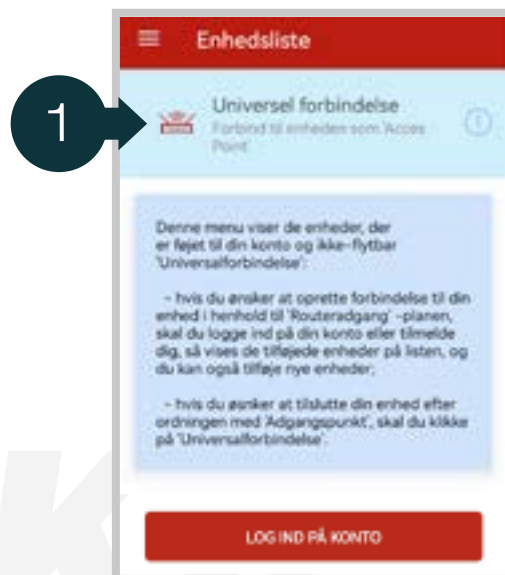 Enhedsliste
1
Universel forbindelse
Forbind til enheden som 'Acces
Point'
Denne menu viser de enheder, der
er føjet til din konto og ikke-flytbar
'Universalforbindelse':
- hvis du ønsker at oprette forbindelse til din
enhed i henhold til 'Routeradgang' -planen,
skal du logge ind på din konto eller tilmelde
dig, så vises de tilføjede enheder på listen, og
du kan også tilføje nye enheder;
- hvis du ønsker at tilslutte din enhed efter
ordningen med 'Adgangspunkt', skal du klikke
på 'Universalforbindelse'.
LOG IND PÅ KONTO